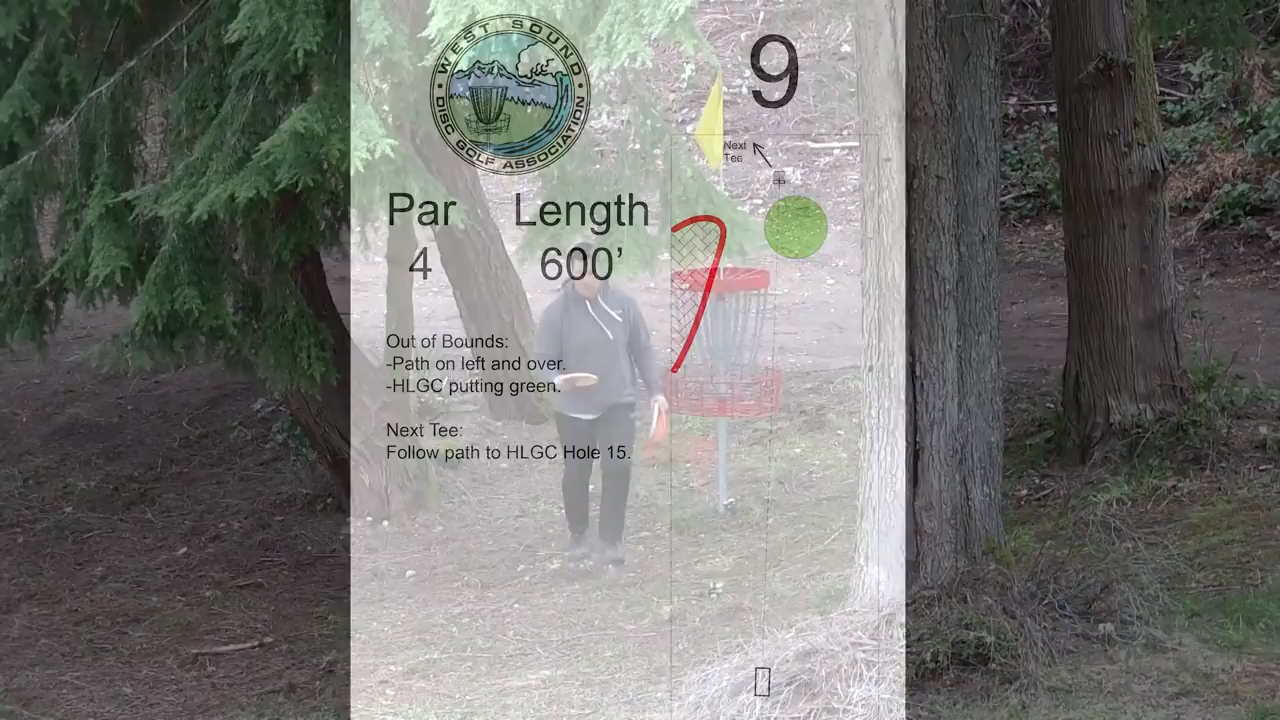 WEST SOUND
DISC GOLF ASSOCIATION
9
Next
Tee
Par
Length
4
600’
Out of Bounds:
-Path on left and over.
-HLGC putting green.
Next Tee:
Follow path to HLGC Hole 15.